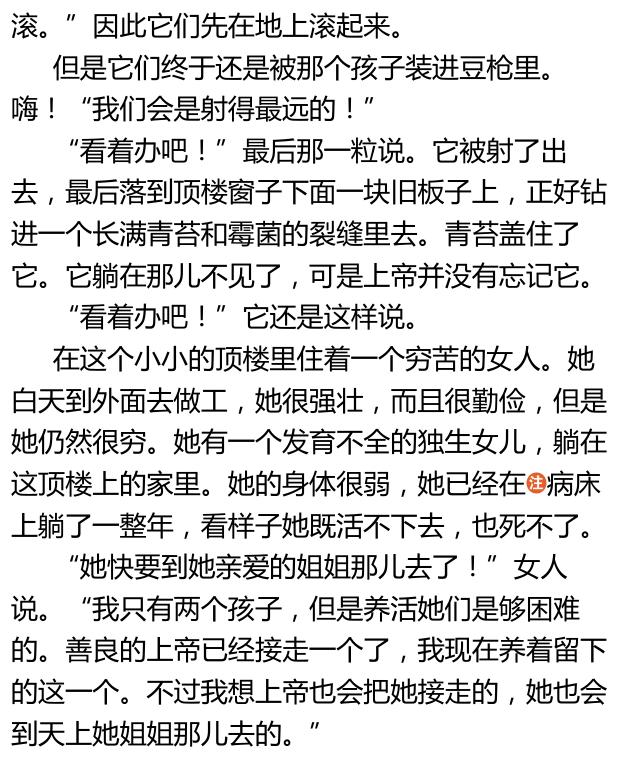 滚。”因此它们先在地上滚起来。
但是它们终于还是被那个孩子装进豆枪里。
嗨！“我们会是射得最远的！”
“看着办吧！”最后那一粒说。它被射了出
去，最后落到顶楼窗子下面一块旧板子上，正好钻
进一个长满青苔和霉菌的裂缝里去。青苔盖住了
它。它躺在那儿不见了，可是上帝并没有忘记它。
“看着办吧！”它还是这样说。
在这个小小的顶楼里住着一个穷苦的女人。她
白天到外面去做工，她很强壮，而且很勤俭，但是
她仍然很穷。她有一个发育不全的独生女儿，躺在
这顶楼上的家里。她的身体很弱，她已经在注病床
上躺了一整年，看样子她既活不下去，也死不了。
“她快要到她亲爱的姐姐那儿去了！”女人
说。“我只有两个孩子，但是养活她们是够困难
的。善良的上帝已经接走一个了，我现在养着留下
的这一个。不过我想上帝也会把她接走的，她也会
到天上她姐姐那儿去的。”